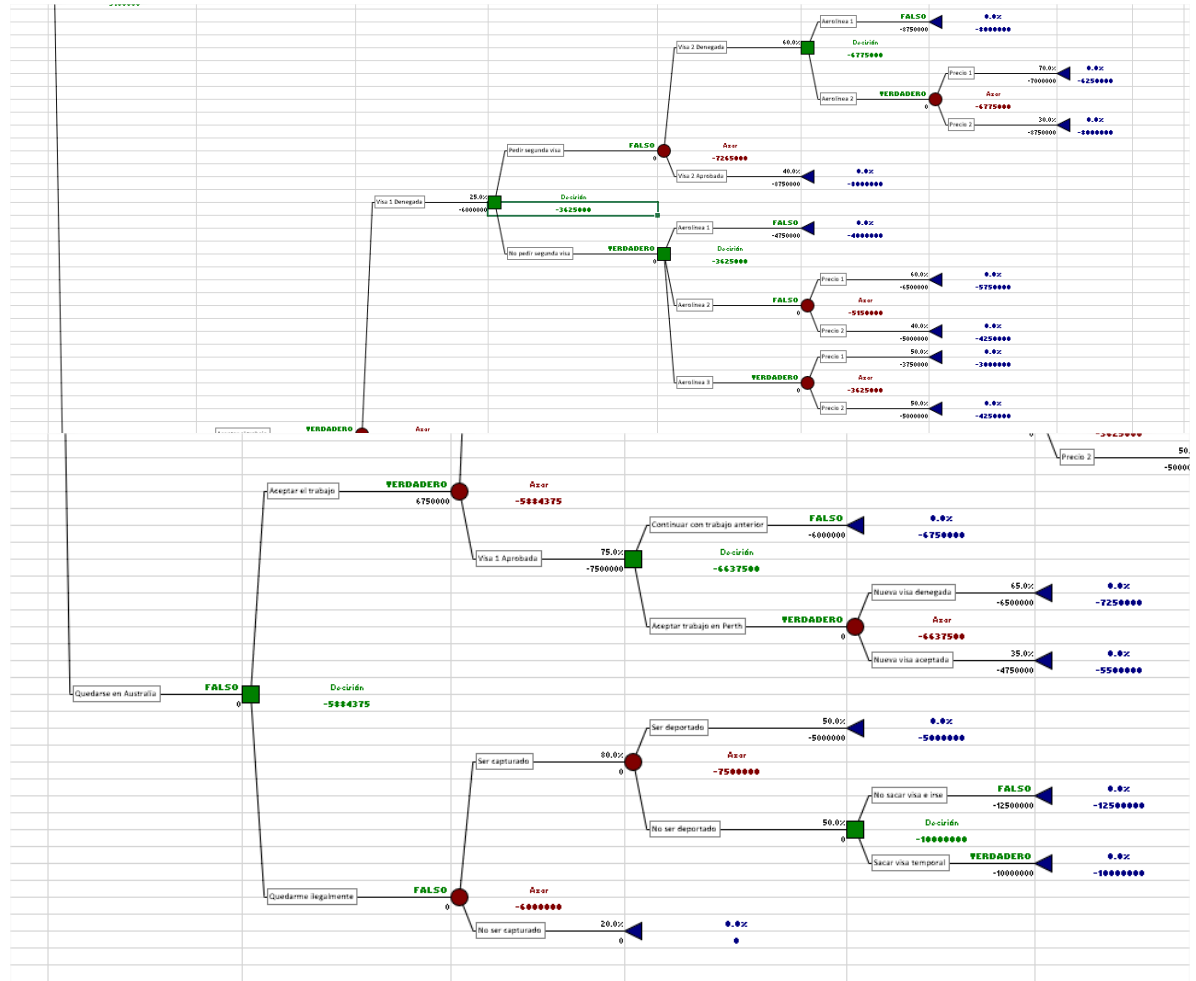 Aerolinea 1 FALSO 0.0%
-8750000 -8000000
Visa 2 Denegada 60.0% Decisión
-6775000
Precio 1 70.0% 0.0%
-7000000 -6250000
Aerolinea 2 VERDADERO Azar
0 -6775000
Precio 2 30.0% 0.0%
-8750000 -8000000
Pedir segunda visa FALSO Azar
0 -7265000
Visa 2 Aprobada 40.0% 0.0%
-8750000 -8000000
Visa 1 Denegada 25.0% Decisión
-6000000 -3625000
Aerolinea 1 FALSO 0.0%
-4750000 -4000000
No pedir segunda visa VERDADERO Decisión
0 -3625000
Precio 1 60.0% 0.0%
-6500000 -5750000
Aerolinea 2 FALSO Azar
0 -5150000
Precio 2 40.0% 0.0%
-5000000 -4250000
Precio 1 50.0% 0.0%
-3750000 -3000000
Aerolinea 3 VERDADERO Azar
0 -3625000
Precio 2 50.0% 0.0%
-5000000 -4250000
VERDADERO Azar
0 -3625000
Precio 2 50.
-5000
Aceptar el trabajo VERDADERO Azar
6750000 -5884375
Continuar con trabajo anterior FALSO 0.0%
-6000000 -6750000
Visa 1 Aprobada 75.0% Decisión
-7500000 -6637500
Nueva visa denegada 65.0% 0.0%
-6500000 -7250000
Aceptar trabajo en Perth VERDADERO Azar
0 -6637500
Nueva visa aceptada 35.0% 0.0%
-4750000 -5500000
Quedarse en Australia FALSO Decisión
0 -5884375
Ser deportado 50.0% 0.0%
-5000000 -5000000
Ser capturado 80.0% Azar
0 -7500000
No sacar visa e irse FALSO 0.0%
-12500000 -12500000
No ser deportado 50.0% Decisión
0 -10000000
Sacar visa temporal VERDADERO 0.0%
-10000000 -10000000
Quedarme ilegalmente FALSO Azar
0 -6000000
No ser capturado 20.0% 0.0%
0 0